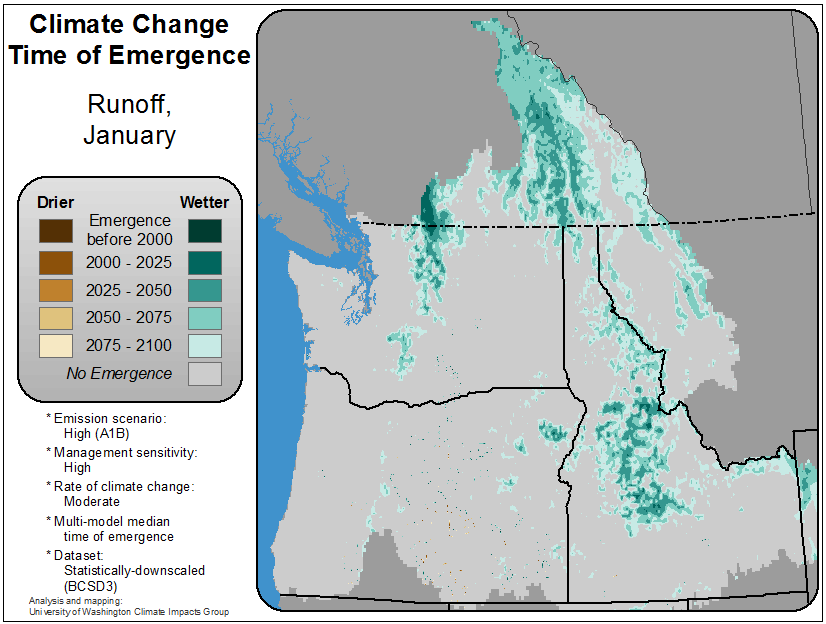 Climate Change
Time of Emergence
Runoff,
January
Drier
Wetter
Emergence
before 2000
2000 - 2025
2025 - 2050
2050 - 2075
2075 - 2100
No Emergence
* Emission scenario:
High (A1B)
* Management sensitivity:
High
* Rate of climate change:
Moderate
* Multi-model median
time of emergence
* Dataset:
Statistically-downscaled
(BCSD3)
Analysis and mapping:
University of Washington Climate Impacts Group